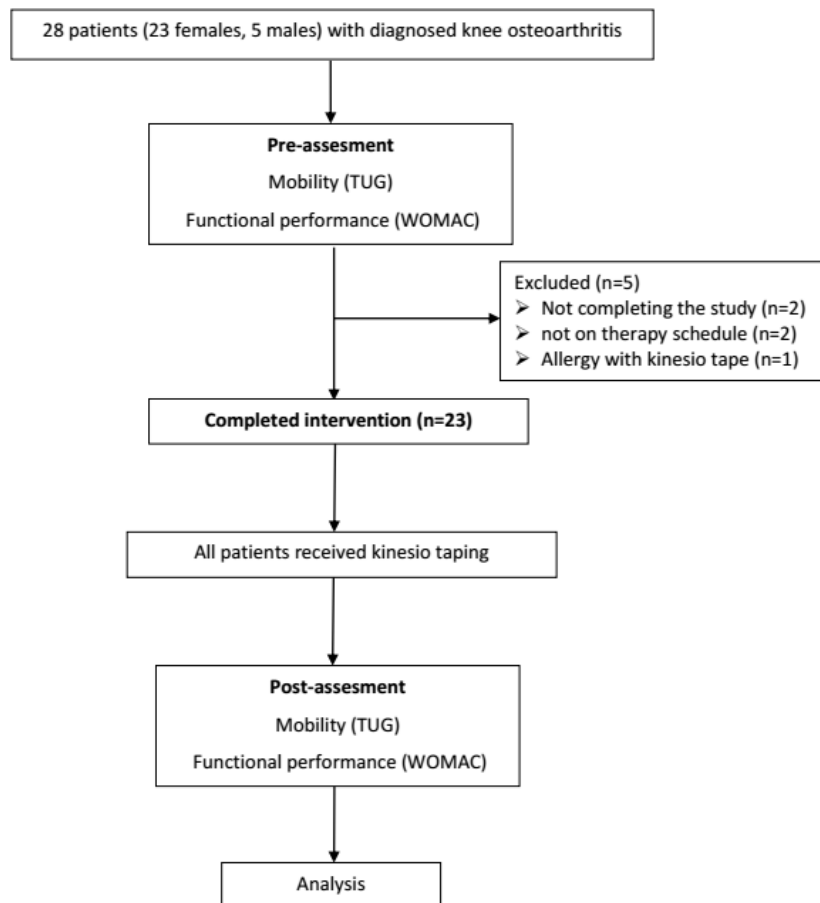 28 patients (23 females, 5 males) with diagnosed knee osteoarthritis
Pre-assesment
Mobility (TUG)
Functional performance (WOMAC)
Excluded (n=5)
➢ Not completing the study (n=2)
➢ not on therapy schedule (n=2)
➢ Allergy with kinesio tape (n=1)
Completed intervention (n=23)
All patients received kinesio taping
Post-assesment
Mobility (TUG)
Functional performance (WOMAC)
Analysis